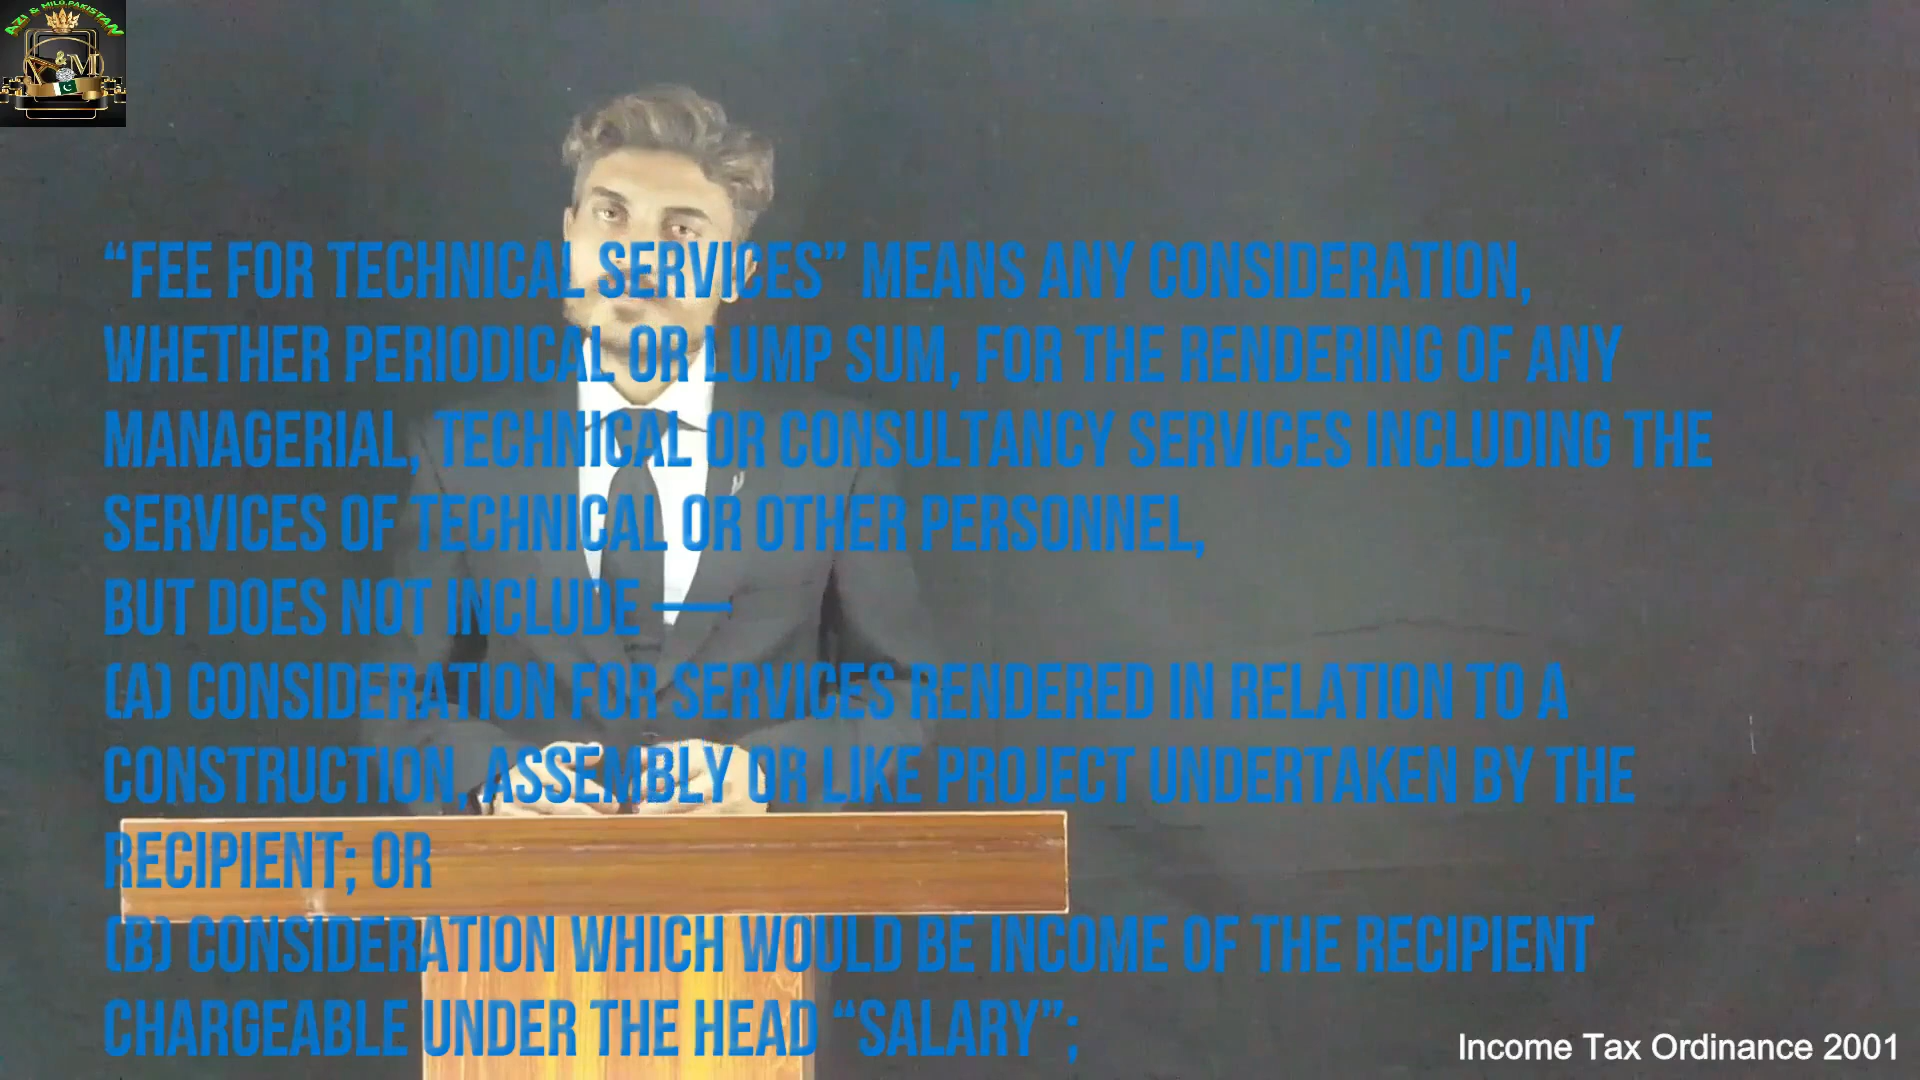 AZI & MILO.PAKISTAN
A&M
“FEE FOR TECHNICAL SERVICES” MEANS ANY CONSIDERATION,
WHETHER PERIODICAL OR LUMP SUM, FOR THE RENDERING OF ANY
MANAGERIAL, TECHNICAL OR CONSULTANCY SERVICES INCLUDING THE
SERVICES OF TECHNICAL OR OTHER PERSONNEL,
BUT DOES NOT INCLUDE —
(A) CONSIDERATION FOR SERVICES RENDERED IN RELATION TO A
CONSTRUCTION, ASSEMBLY OR LIKE PROJECT UNDERTAKEN BY THE
RECIPIENT; OR
(B) CONSIDERATION WHICH WOULD BE INCOME OF THE RECIPIENT
CHARGEABLE UNDER THE HEAD “SALARY”;
Income Tax Ordinance 2001